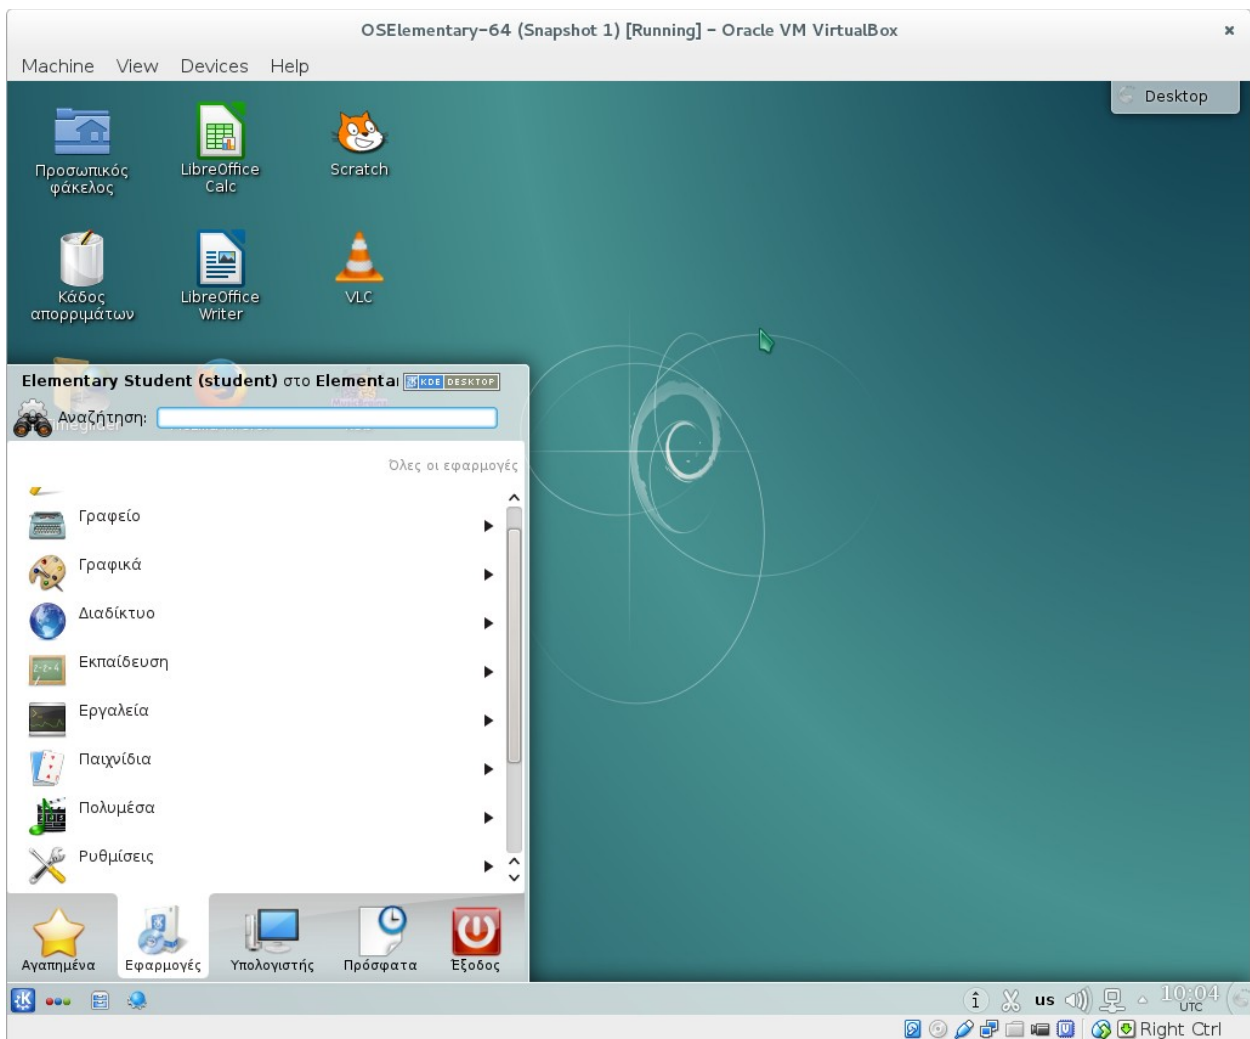 OSElementary-64 (Snapshot 1) [Running] - Oracle VM VirtualBox
Machine View Devices Help
Desktop
Προσωπικός
φάκελος
LibreOffice
Calc
Scratch
Κάδος
απορριμάτων
LibreOffice
Writer
VLC
Elementary Student (student) στο Elementar
KDE DESKTOP
Αναζήτηση:
Όλες οι εφαρμογές
Γραφείο
Γραφικά
Διαδίκτυο
Εκπαίδευση
Εργαλεία
Παιχνίδια
Πολυμέσα
Ρυθμίσεις
Αγαπημένα
Εφαρμογές
Υπολογιστής
Πρόσφατα
Έξοδος
us
10:04
UTC
Right Ctrl